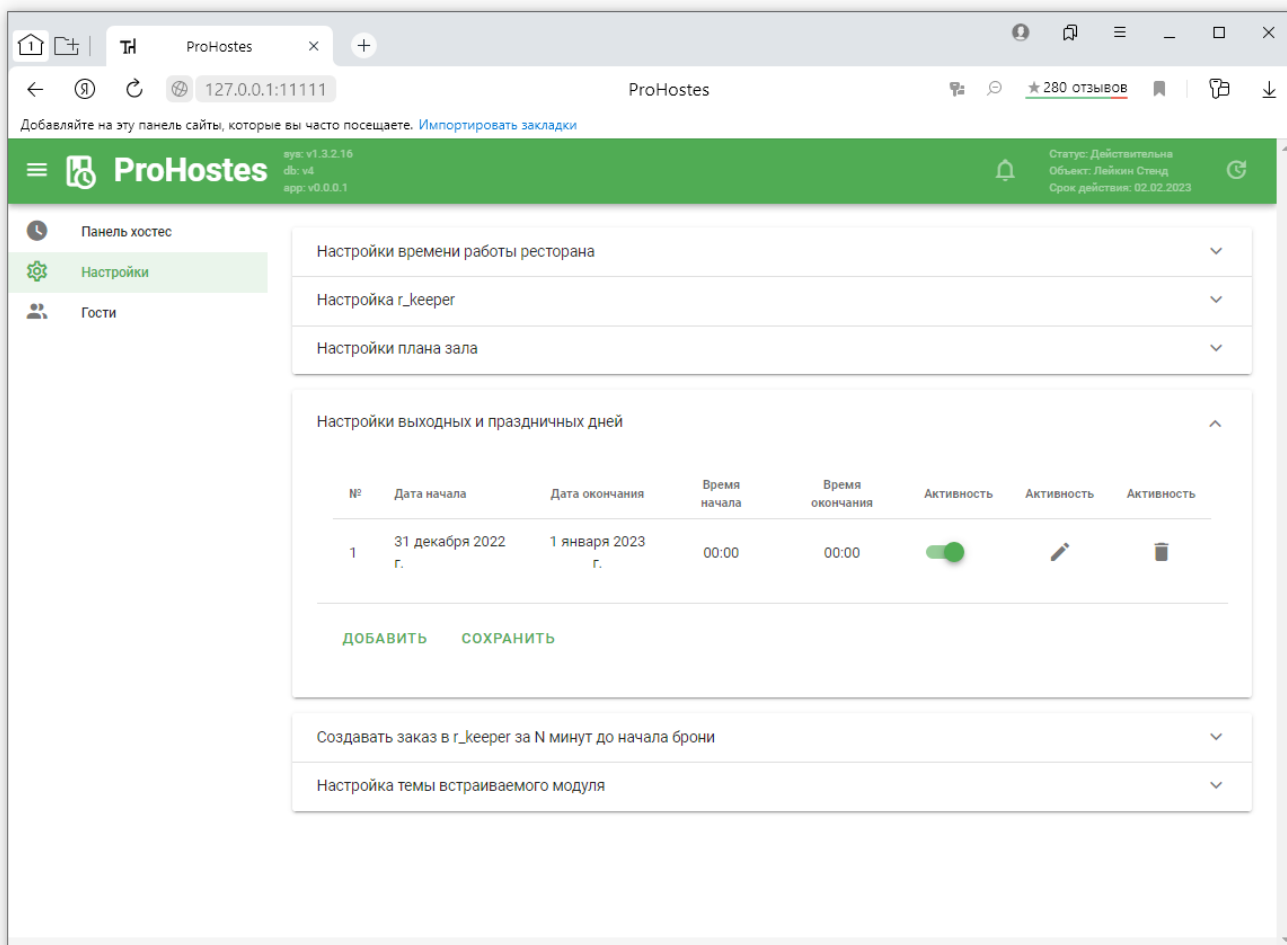 1
ProHostes
127.0.0.1:11111
ProHostes
280 отзывов
Добавляйте на эту панель сайты, которые вы часто посещаете. Импортировать закладки
ProHostes
sys: v1.3.2.16
db: v4
app: v0.0.0.1
Статус: Действительна
Объект: Лейкин Стенд
Срок действия: 02.02.2023
Панель хостес
Настройки
Гости
Настройки времени работы ресторана
Настройка r_keeper
Настройки плана зала
Настройки выходных и праздничных дней
№ Дата начала Дата окончания Время начала Время окончания Активность Активность Активность
1 31 декабря 2022 г. 1 января 2023 г. 00:00 00:00
ДОБАВИТЬ СОХРАНИТЬ
Создавать заказ в r_keeper за N минут до начала брони
Настройка темы встраиваемого модуля